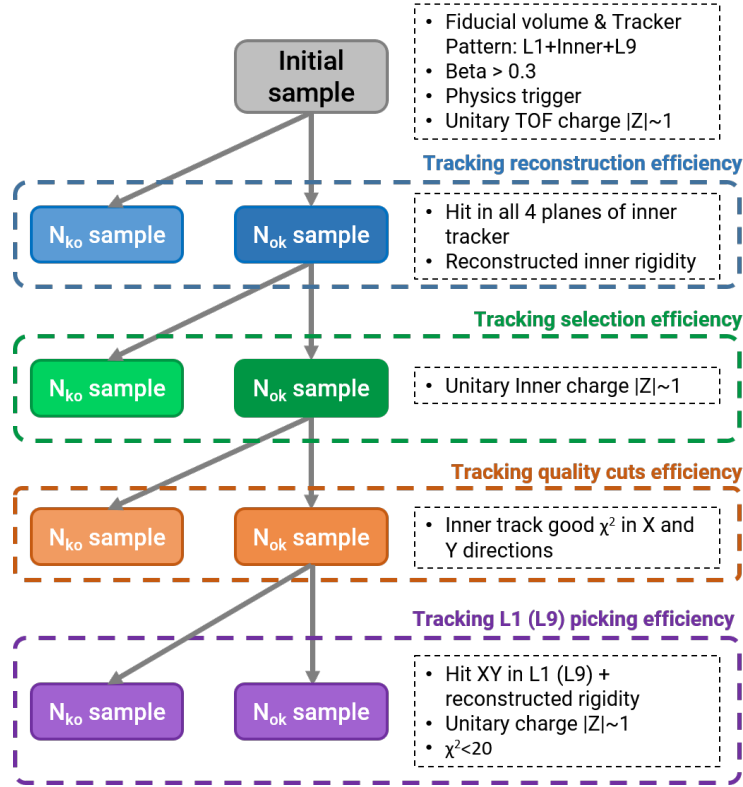 Initial
sample
• Fiducial volume & Tracker
Pattern: L1+Inner+L9
• Beta > 0.3
• Physics trigger
• Unitary TOF charge |Z|~1
Tracking reconstruction efficiency
Nko sample
Nok sample
• Hit in all 4 planes of inner
tracker
• Reconstructed inner rigidity
Tracking selection efficiency
Nko sample
Nok sample
• Unitary Inner charge |Z|~1
Tracking quality cuts efficiency
Nko sample
Nok sample
• Inner track good χ² in X and
Y directions
Tracking L1 (L9) picking efficiency
Nko sample
Nok sample
• Hit XY in L1 (L9) +
reconstructed rigidity
• Unitary charge |Z|~1
• χ²<20